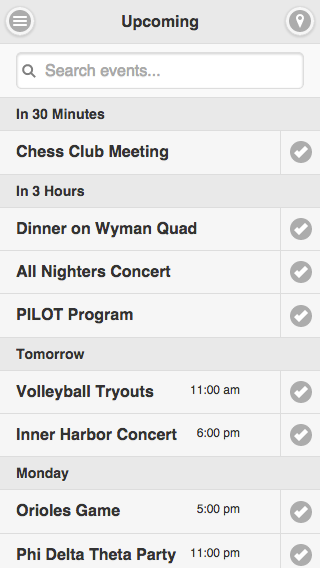 Upcoming
Search events...
In 30 Minutes
Chess Club Meeting
In 3 Hours
Dinner on Wyman Quad
All Nighters Concert
PILOT Program
Tomorrow
Volleyball Tryouts 11:00 am
Inner Harbor Concert 6:00 pm
Monday
Orioles Game 5:00 pm
Phi Delta Theta Party 11:00 pm